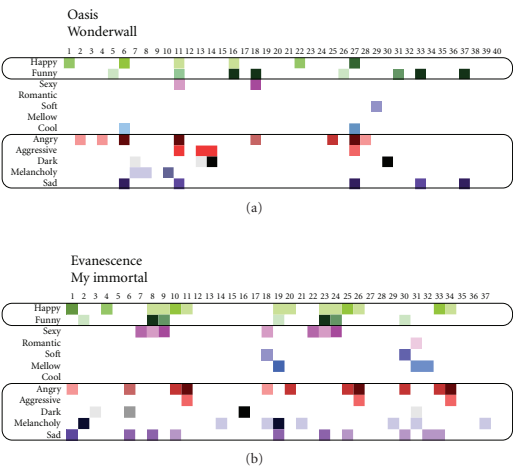 Oasis
Wonderwall
1 2 3 4 5 6 7 8 9 10 11 12 13 14 15 16 17 18 19 20 21 22 23 24 25 26 27 28 29 30 31 32 33 34 35 36 37 38 39 40
Happy
Funny
Sexy
Romantic
Soft
Mellow
Cool
Angry
Aggressive
Dark
Melancholy
Sad
(a)
Evanescence
My immortal
1 2 3 4 5 6 7 8 9 10 11 12 13 14 15 16 17 18 19 20 21 22 23 24 25 26 27 28 29 30 31 32 33 34 35 36 37
Happy
Funny
Sexy
Romantic
Soft
Mellow
Cool
Angry
Aggressive
Dark
Melancholy
Sad
(b)